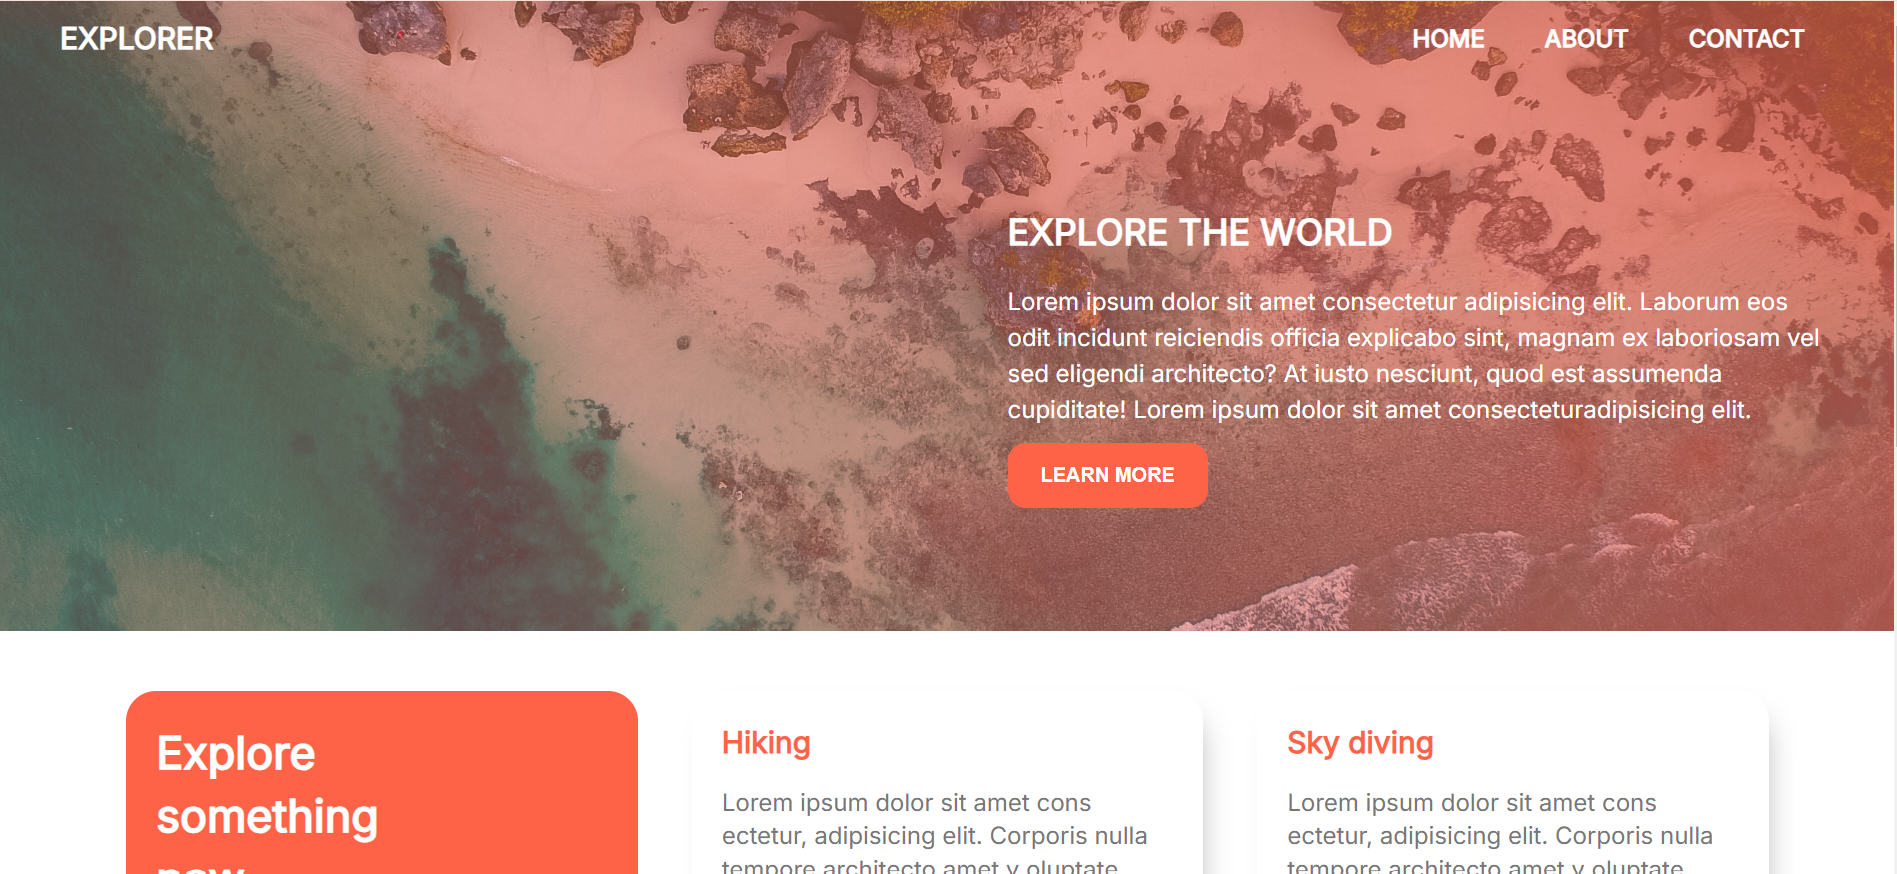 EXPLORER
HOME ABOUT CONTACT
EXPLORE THE WORLD
Lorem ipsum dolor sit amet consectetur adipisicing elit. Laborum eos
odit incidunt reiciendis officia explicabo sint, magnam ex laboriosam vel
sed eligendi architecto? At iusto nesciunt, quod est assumenda
cupiditate! Lorem ipsum dolor sit amet consecteturadipisicing elit.
LEARN MORE
Explore
something
new
Hiking
Lorem ipsum dolor sit amet cons
ectetur, adipisicing elit. Corporis nulla
tempore architecto amet v oluptate
Sky diving
Lorem ipsum dolor sit amet cons
ectetur, adipisicing elit. Corporis nulla
tempore architecto amet v oluptate